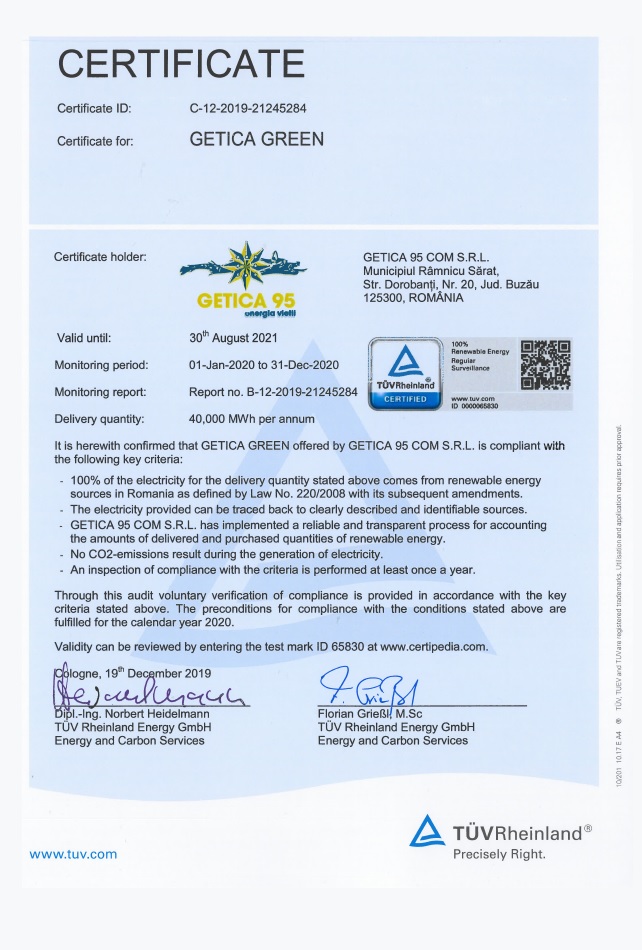 CERTIFICATE
Certificate ID: C-12-2019-21245284
Certificate for: GETICA GREEN
Certificate holder:
GETICA 95
energia vieții
GETICA 95 COM S.R.L.
Municipiul Râmnicu Sărat,
Str. Dorobanți, Nr. 20, Jud. Buzău
125300, ROMÂNIA
Valid until: 30th August 2021
Monitoring period: 01-Jan-2020 to 31-Dec-2020
Monitoring report: Report no. B-12-2019-21245284
Delivery quantity: 40,000 MWh per annum
TÜVRheinland®
CERTIFIED
100%
Renewable Energy
Regular
Surveillance
www.tuv.com
ID 0000065830
It is herewith confirmed that GETICA GREEN offered by GETICA 95 COM S.R.L. is compliant with
the following key criteria:
- 100% of the electricity for the delivery quantity stated above comes from renewable energy
sources in Romania as defined by Law No. 220/2008 with its subsequent amendments.
- The electricity provided can be traced back to clearly described and identifiable sources.
- GETICA 95 COM S.R.L. has implemented a reliable and transparent process for accounting
the amounts of delivered and purchased quantities of renewable energy.
- No CO2-emissions result during the generation of electricity.
- An inspection of compliance with the criteria is performed at least once a year.
Through this audit voluntary verification of compliance is provided in accordance with the key
criteria stated above. The preconditions for compliance with the conditions stated above are
fulfilled for the calendar year 2020.
Validity can be reviewed by entering the test mark ID 65830 at www.certipedia.com.
Cologne, 19th December 2019
Dipl.-Ing. Norbert Heidelmann
TÜV Rheinland Energy GmbH
Energy and Carbon Services
Florian Grießl, M.Sc
TÜV Rheinland Energy GmbH
Energy and Carbon Services
10/201 10.17 E A4 ® TÜV, TUEV and TUV are registered trademarks. Utilisation and application requires prior approval.
www.tuv.com
TÜVRheinland®
Precisely Right.